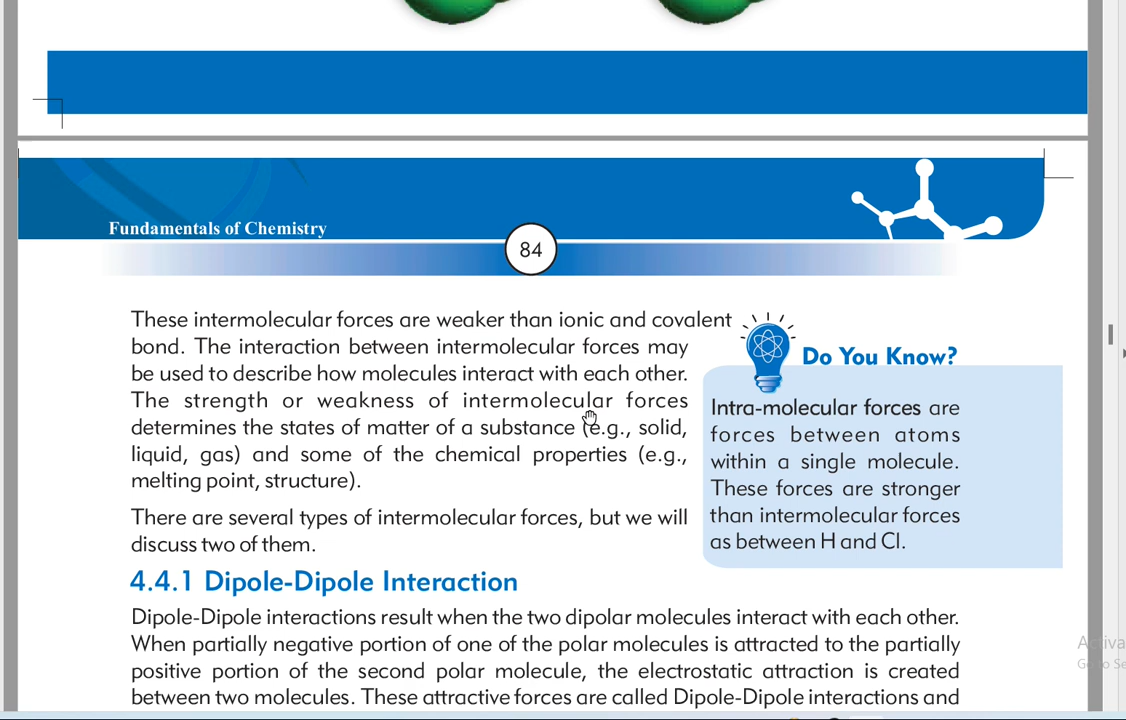 Fundamentals of Chemistry
84
These intermolecular forces are weaker than ionic and covalent
bond. The interaction between intermolecular forces may
be used to describe how molecules interact with each other.
The strength or weakness of intermolecular forces
determines the states of matter of a substance (e.g., solid,
liquid, gas) and some of the chemical properties (e.g.,
melting point, structure).
There are several types of intermolecular forces, but we will
discuss two of them.
Do You Know?
Intra-molecular forces are
forces between atoms
within a single molecule.
These forces are stronger
than intermolecular forces
as between H and Cl.
4.4.1 Dipole-Dipole Interaction
Dipole-Dipole interactions result when the two dipolar molecules interact with each other.
When partially negative portion of one of the polar molecules is attracted to the partially
positive portion of the second polar molecule, the electrostatic attraction is created
between two molecules. These attractive forces are called Dipole-Dipole interactions and